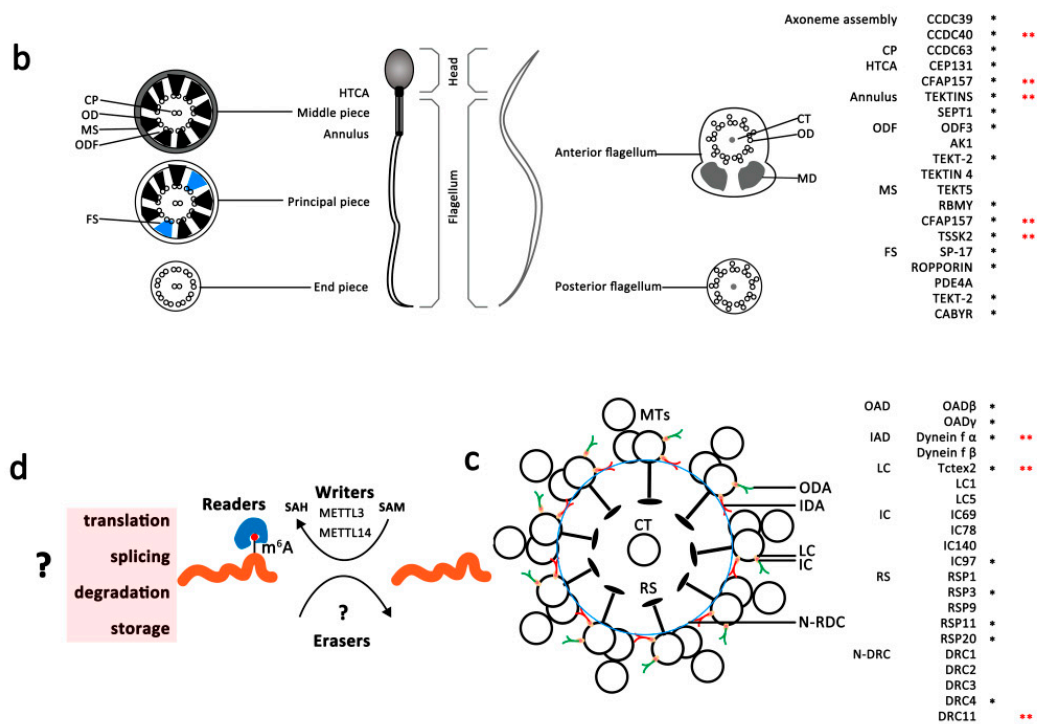 b
CP
OD
MS
ODF
FS
HTCA
Middle piece
Annulus
Principal piece
End piece
Head
Flagellum
Anterior flagellum
Posterior flagellum
CT
OD
MD
Axoneme assembly CCDC39 *
CCDC40 **
CP CCDC63 *
HTCA CEP131 *
CFAP157 * **
Annulus TEKTINS * **
SEPT1 *
ODF ODF3 *
AK1
TEKT-2 *
TEKTIN 4
MS TEKT5
RBMY *
CFAP157 * **
TSSK2 * **
FS SP-17 *
ROPPORIN *
PDE4A
TEKT-2 *
CABYR *
d
?
translation
splicing
degradation
storage
Readers
m⁶A
SAH
Writers
METTL3
METTL14
SAM
?
Erasers
c
MTs
CT
RS
ODA
IDA
LC
IC
N-RDC
OAD OADβ *
OADγ *
IAD Dynein f α * **
Dynein f β
LC Tctex2 * **
LC1
LC5
IC IC69
IC78
IC140
IC97 *
RS RSP1
RSP3 *
RSP9
RSP11 *
RSP20 *
N-DRC DRC1
DRC2
DRC3
DRC4 *
DRC11 **